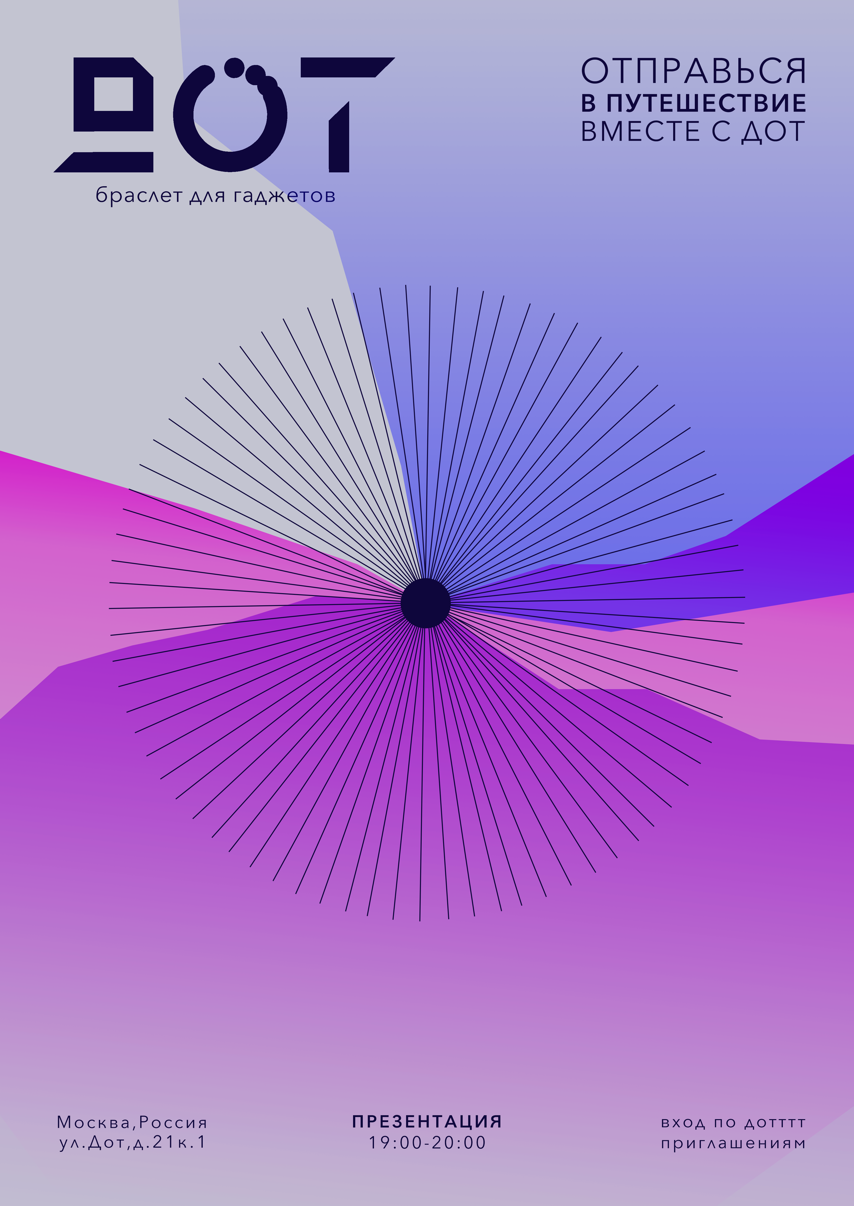 ДОТ
браслет для гаджетов
ОТПРАВЬСЯ
В ПУТЕШЕСТВИЕ
ВМЕСТЕ С ДОТ
Москва,Россия
ул.Дот,д.21к.1
ПРЕЗЕНТАЦИЯ
19:00-20:00
вход по дотттт
приглашениям